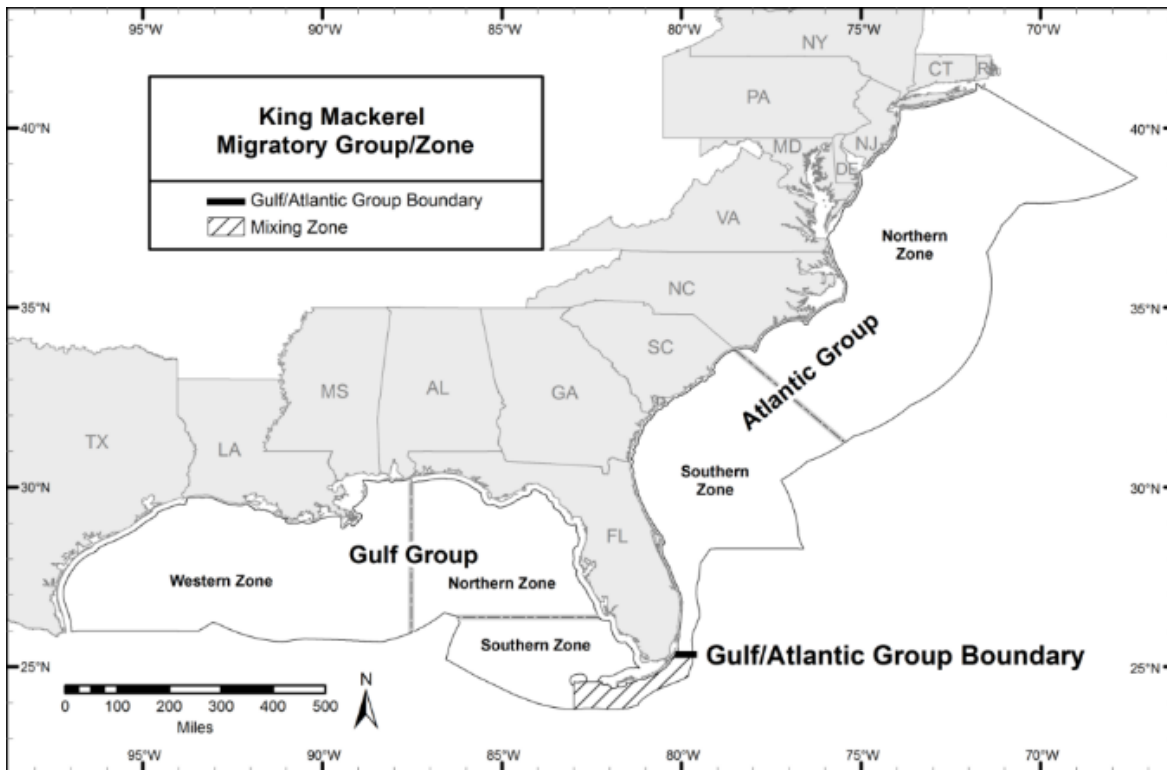 95°W 90°W 85°W 80°W 75°W 70°W
King Mackerel
Migratory Group/Zone
Gulf/Atlantic Group Boundary
Mixing Zone
NY
CT
RI
PA
40°N
40°N
NJ
MD
DE
VA
Northern
Zone
NC
35°N
35°N
SC
Atlantic Group
MS
AL
GA
TX
LA
Southern
Zone
30°N
30°N
FL
Gulf Group
Western Zone
Northern Zone
Southern Zone
Gulf/Atlantic Group Boundary
25°N
25°N
N
0 100 200 300 400 500
Miles
95°W 90°W 85°W 80°W 75°W 70°W